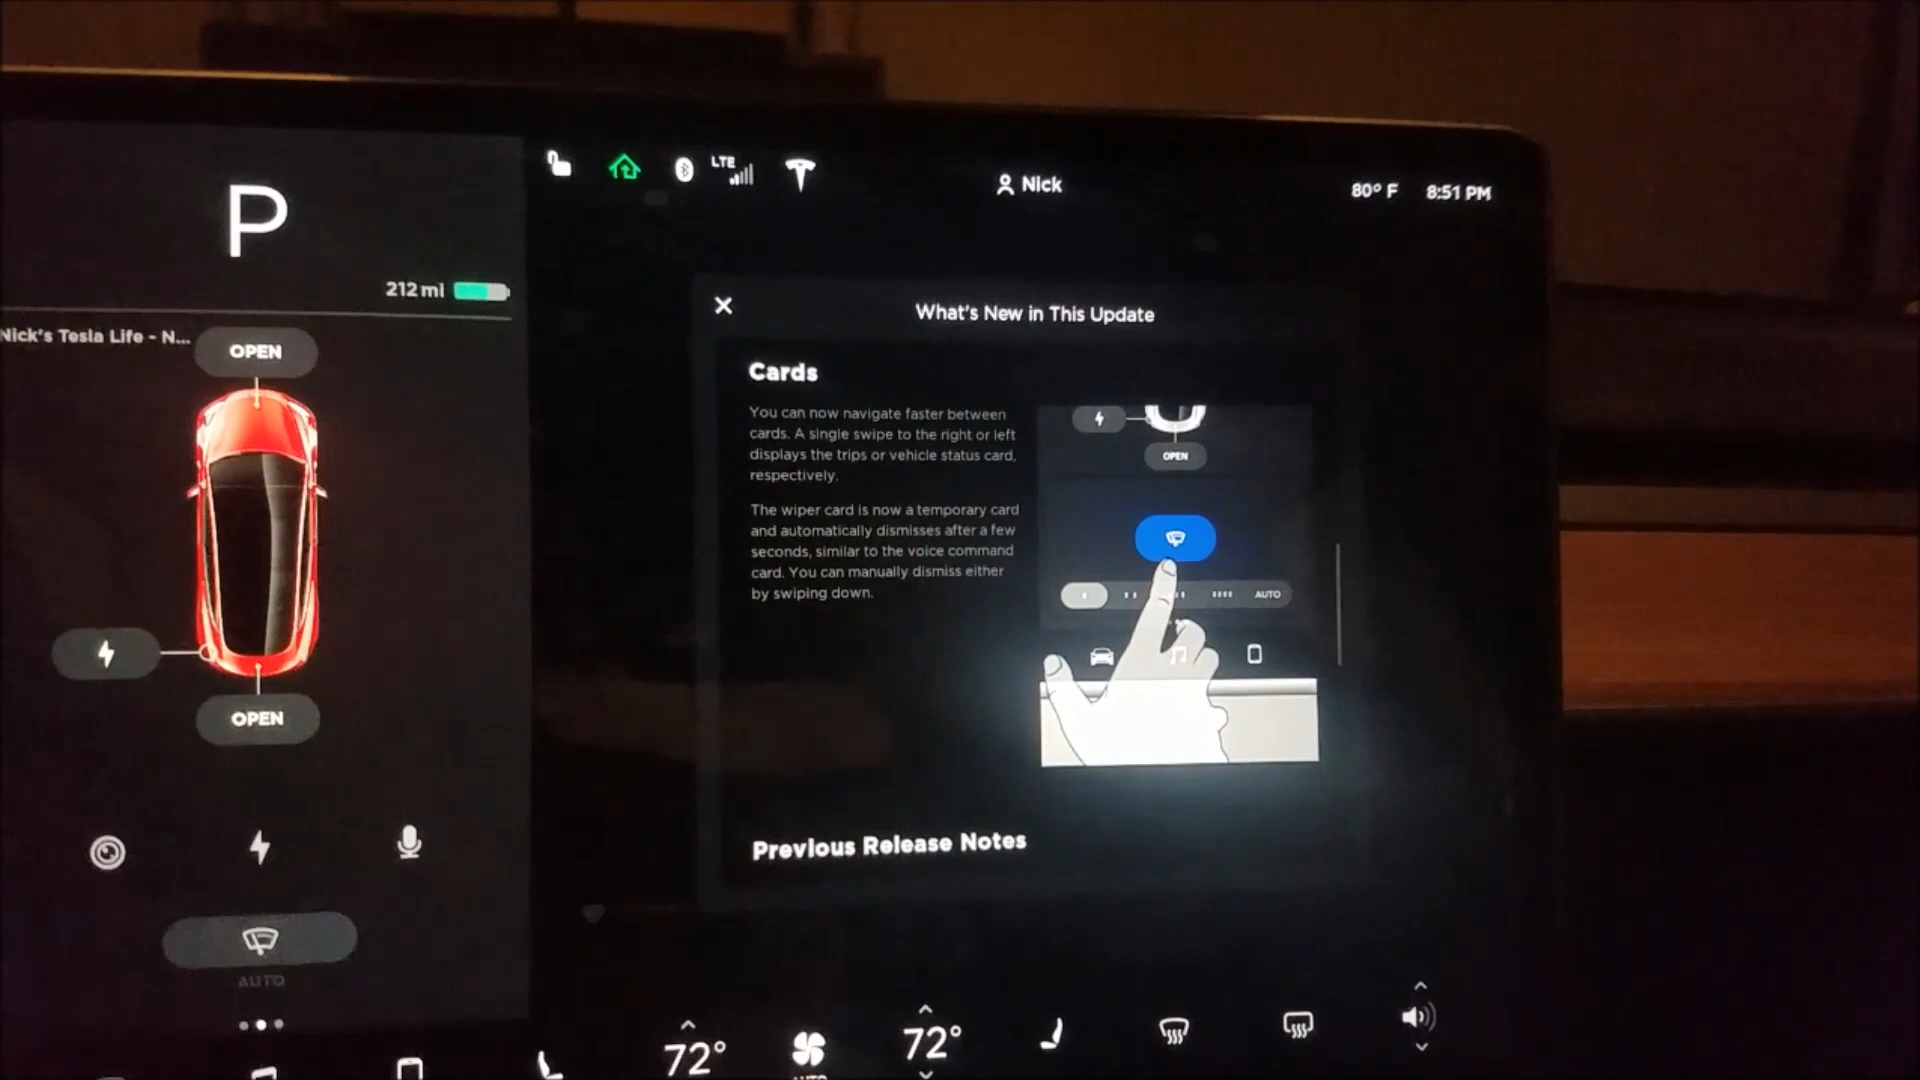 P
212 mi
Nick's Tesla Life - N...
OPEN
OPEN
AUTO
LTE
Nick
80° F 8:51 PM
What's New in This Update
Cards
You can now navigate faster between
cards. A single swipe to the right or left
displays the trips or vehicle status card,
respectively.
The wiper card is now a temporary card
and automatically dismisses after a few
seconds, similar to the voice command
card. You can manually dismiss either
by swiping down.
OPEN
AUTO
Previous Release Notes
72°
AUTO
72°